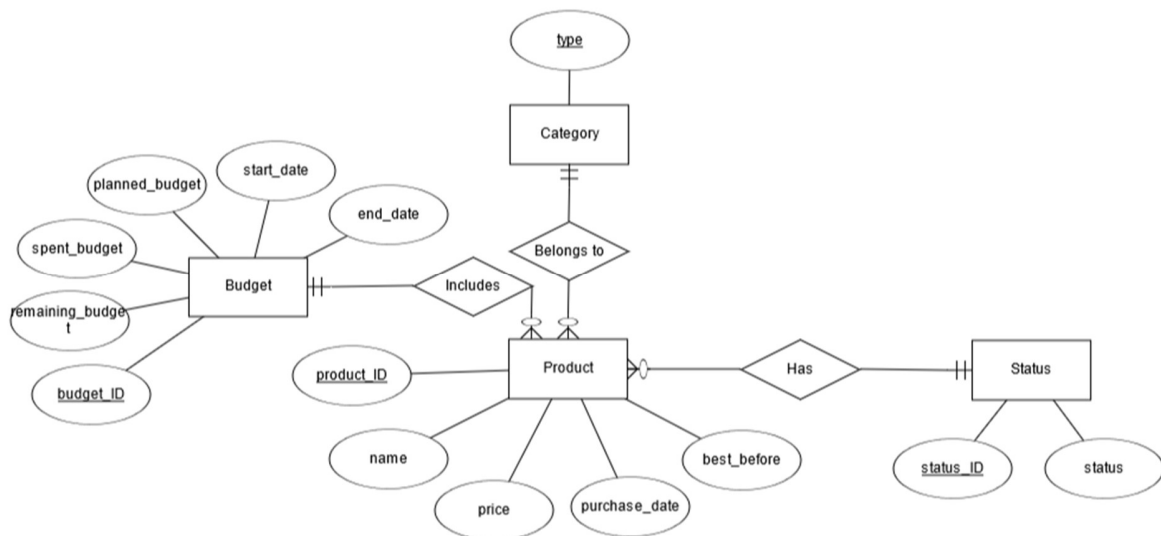 type
Category
start_date
planned_budget
end_date
spent_budget
Belongs to
Budget
Includes
remaining_budge
t
Product
Has
Status
product_ID
budget_ID
name
best_before
status_ID
status
price
purchase_date